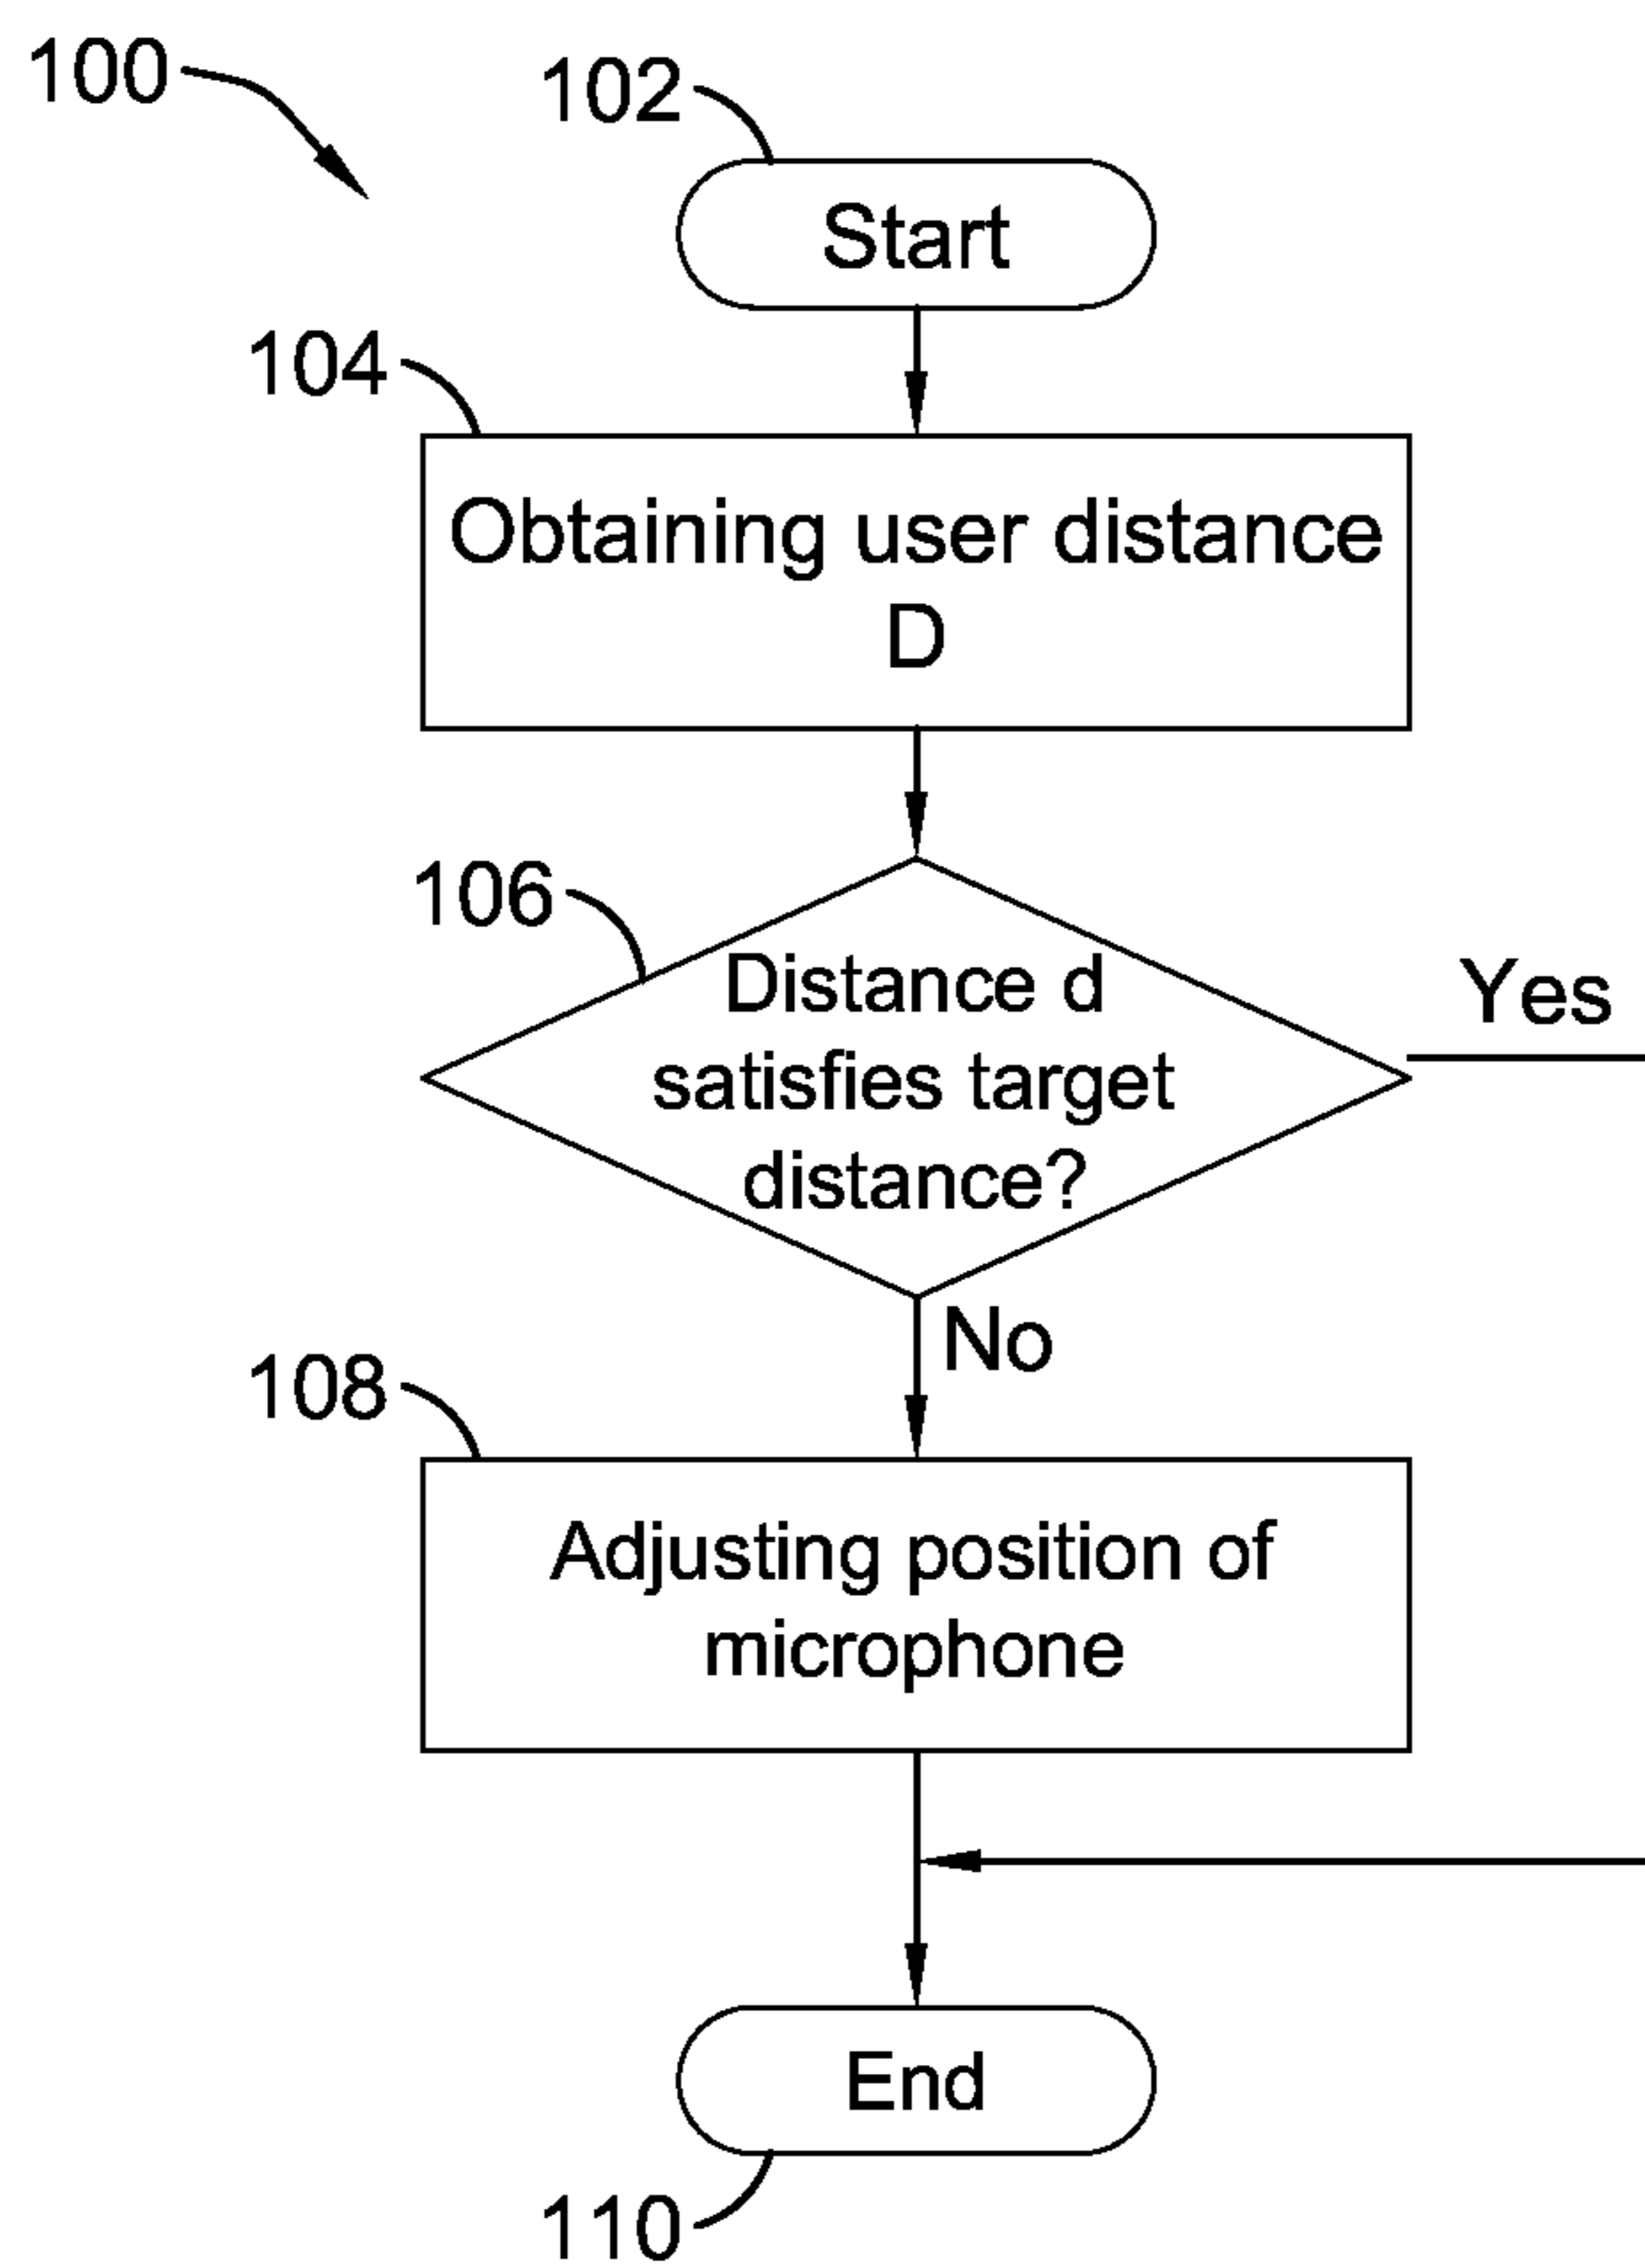 100
102
Start
104
Obtaining user distance
D
106
Distance d
satisfies target
distance?
Yes
No
108
Adjusting position of
microphone
End
110